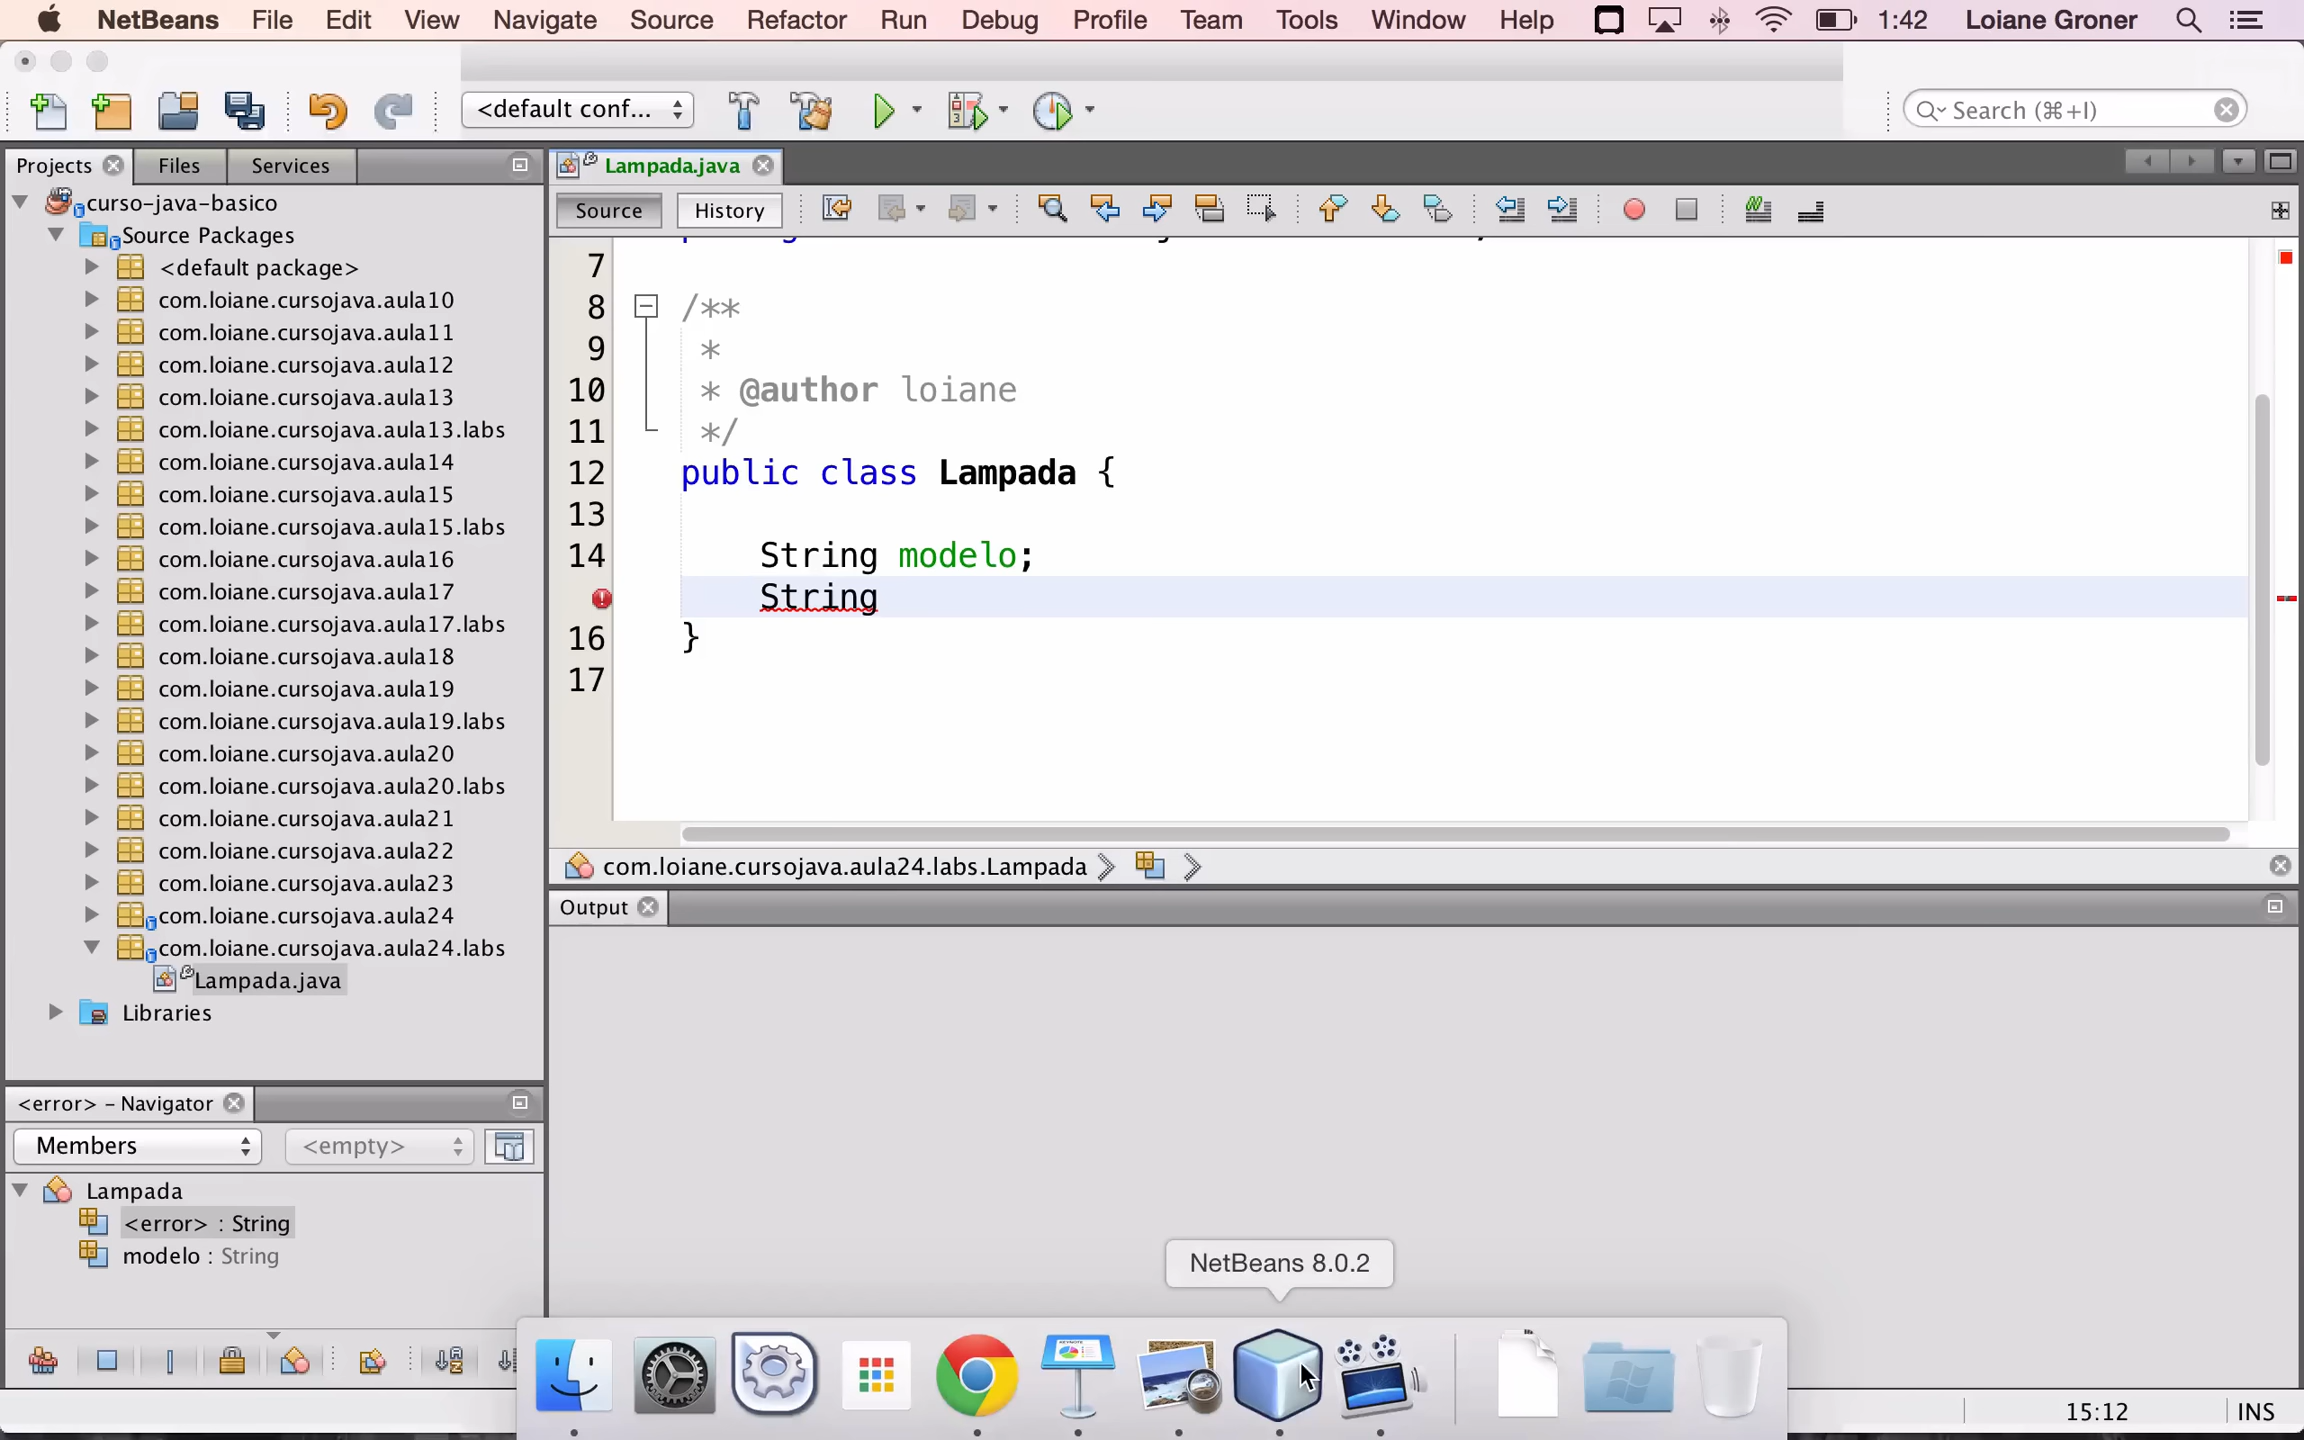 NetBeans File Edit View Navigate Source Refactor Run Debug Profile Team Tools Window Help 1:42 Loiane Groner
<default conf...
Search (⌘+I)
Projects Files Services
curso-java-basico
Source Packages
<default package>
com.loiane.cursojava.aula10
com.loiane.cursojava.aula11
com.loiane.cursojava.aula12
com.loiane.cursojava.aula13
com.loiane.cursojava.aula13.labs
com.loiane.cursojava.aula14
com.loiane.cursojava.aula15
com.loiane.cursojava.aula15.labs
com.loiane.cursojava.aula16
com.loiane.cursojava.aula17
com.loiane.cursojava.aula17.labs
com.loiane.cursojava.aula18
com.loiane.cursojava.aula19
com.loiane.cursojava.aula19.labs
com.loiane.cursojava.aula20
com.loiane.cursojava.aula20.labs
com.loiane.cursojava.aula21
com.loiane.cursojava.aula22
com.loiane.cursojava.aula23
com.loiane.cursojava.aula24
com.loiane.cursojava.aula24.labs
Lampada.java
Libraries
<error> – Navigator
Members <empty>
Lampada
<error> : String
modelo : String
Lampada.java
Source History
7
8 /**
9 *
10 * @author loiane
11 */
12 public class Lampada {
13
14 String modelo;
String
16 }
17
com.loiane.cursojava.aula24.labs.Lampada
Output
NetBeans 8.0.2
15:12 INS